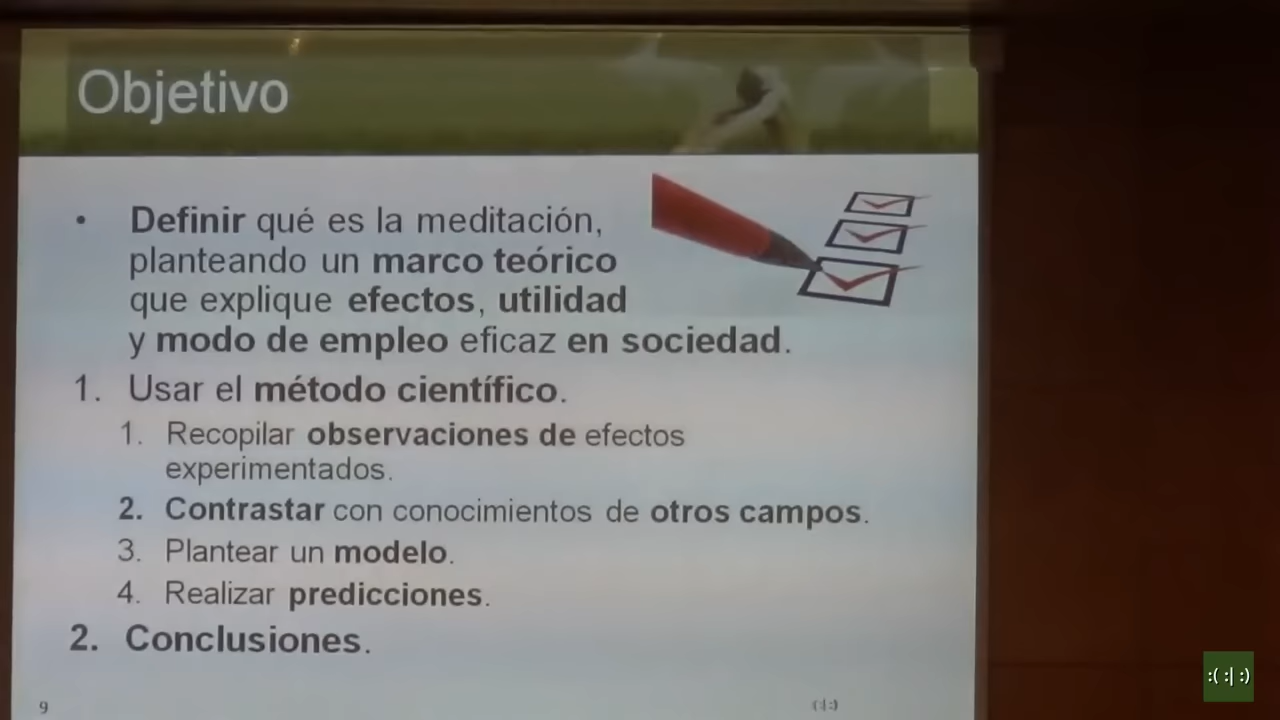 Objetivo
• Definir qué es la meditación,
planteando un marco teórico
que explique efectos, utilidad
y modo de empleo eficaz en sociedad.
1. Usar el método científico.
1. Recopilar observaciones de efectos
experimentados.
2. Contrastar con conocimientos de otros campos.
3. Plantear un modelo.
4. Realizar predicciones.
2. Conclusiones.
9
(:|:)
:( :| :)